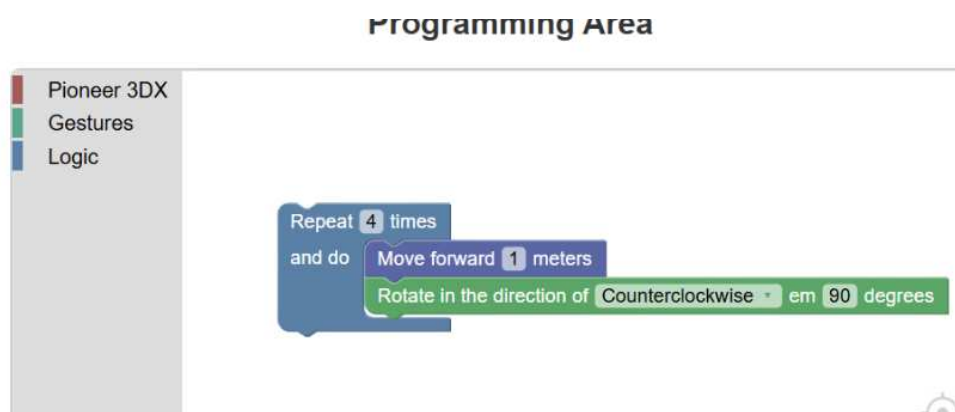 Programming Area
Pioneer 3DX
Gestures
Logic
Repeat 4 times
and do Move forward 1 meters
Rotate in the direction of Counterclockwise em 90 degrees